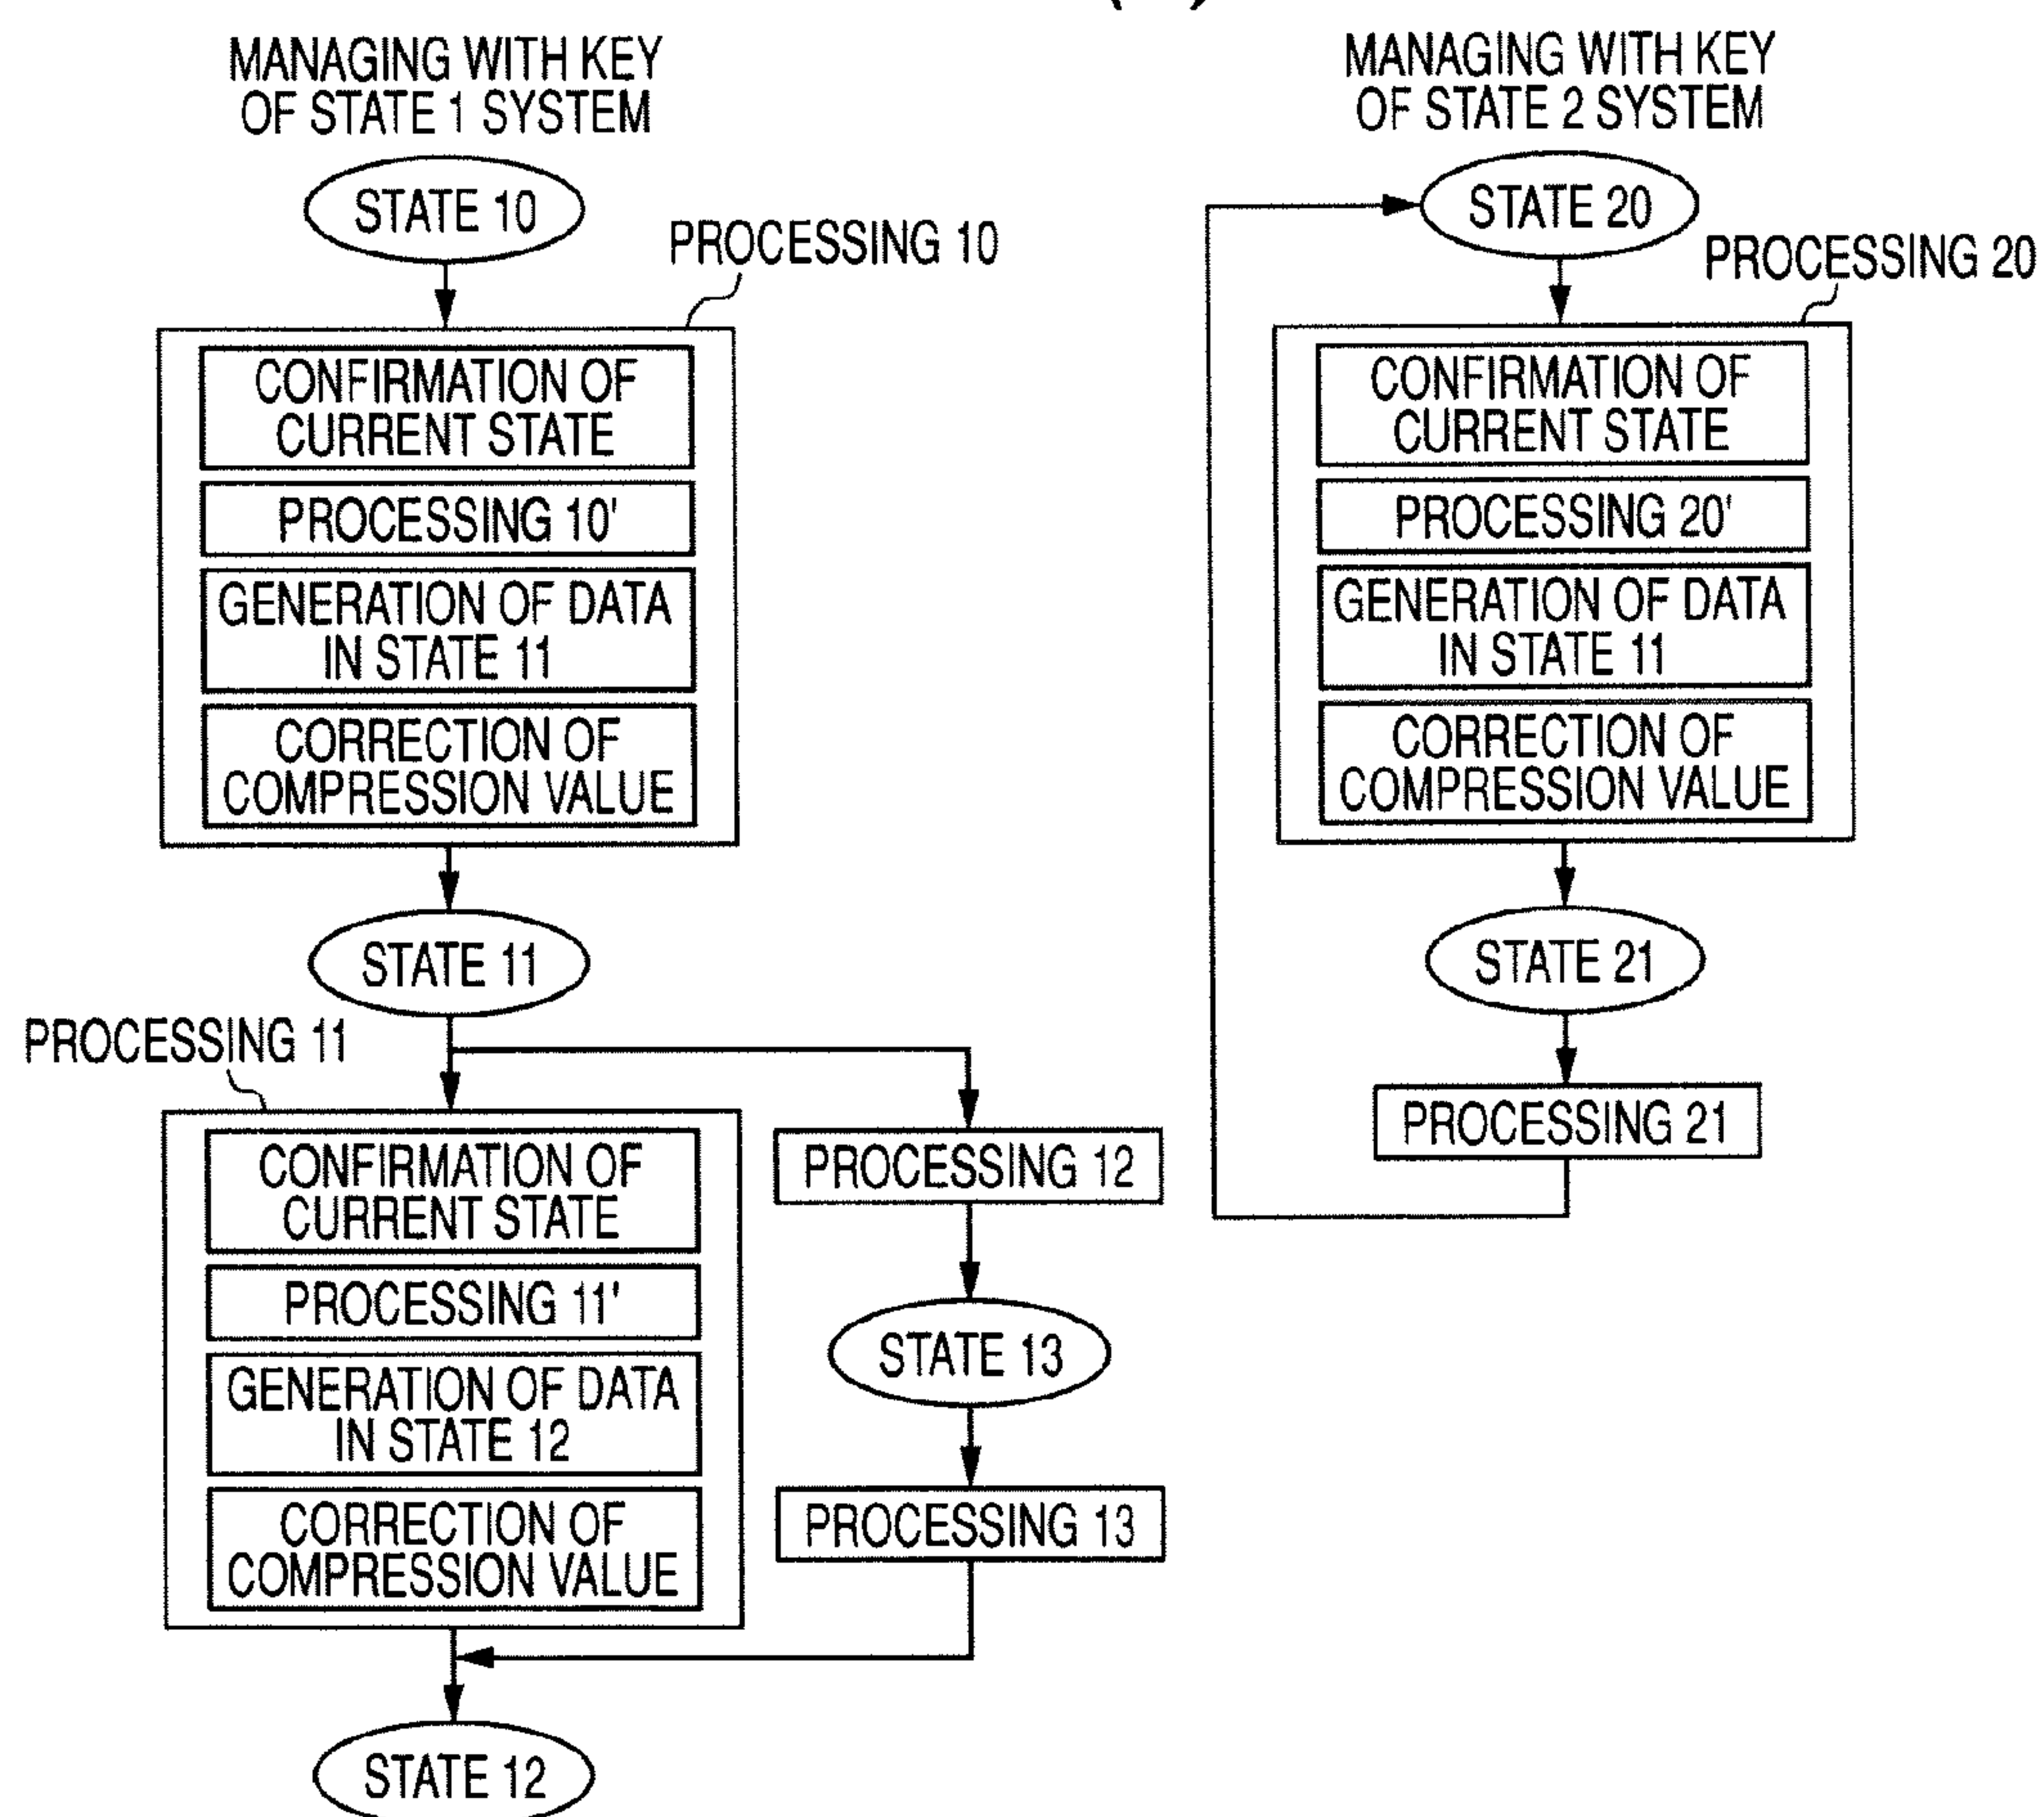 MANAGING WITH KEY
OF STATE 1 SYSTEM
STATE 10
PROCESSING 10
CONFIRMATION OF
CURRENT STATE
PROCESSING 10'
GENERATION OF DATA
IN STATE 11
CORRECTION OF
COMPRESSION VALUE
STATE 11
PROCESSING 11
CONFIRMATION OF
CURRENT STATE
PROCESSING 11'
GENERATION OF DATA
IN STATE 12
CORRECTION OF
COMPRESSION VALUE
PROCESSING 12
STATE 13
PROCESSING 13
STATE 12
MANAGING WITH KEY
OF STATE 2 SYSTEM
STATE 20
PROCESSING 20
CONFIRMATION OF
CURRENT STATE
PROCESSING 20'
GENERATION OF DATA
IN STATE 11
CORRECTION OF
COMPRESSION VALUE
STATE 21
PROCESSING 21